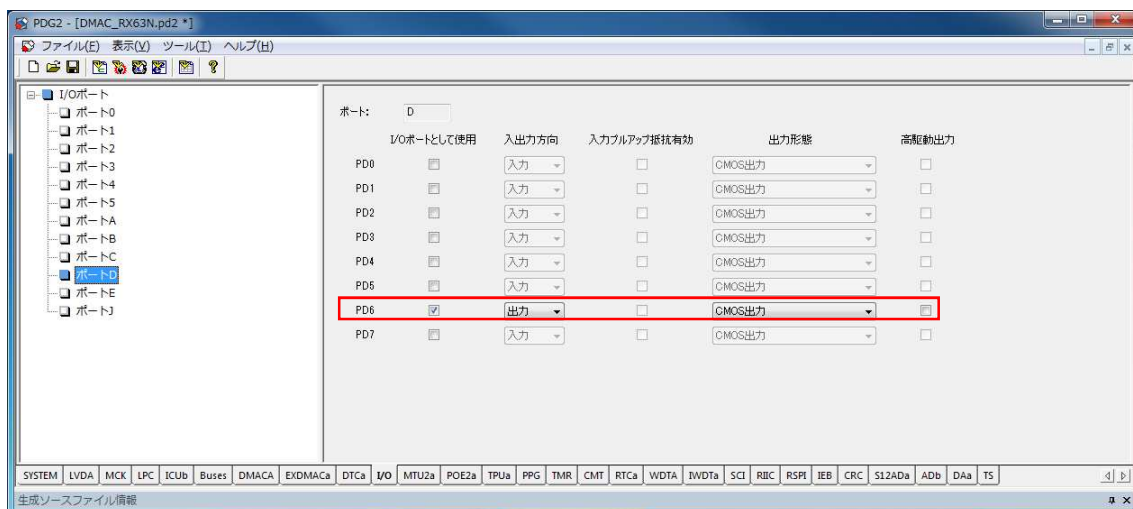 PDG2 - [DMAC_RX63N.pd2 *]
ファイル(F) 表示(V) ツール(T) ヘルプ(H)
I/Oポート
ポート0
ポート1
ポート2
ポート3
ポート4
ポート5
ポートA
ポートB
ポートC
ポートD
ポートE
ポートJ
ポート: D
I/Oポートとして使用 入出力方向 入力プルアップ抵抗有効 出力形態 高駆動出力
PD0 入力 CMOS出力
PD1 入力 CMOS出力
PD2 入力 CMOS出力
PD3 入力 CMOS出力
PD4 入力 CMOS出力
PD5 入力 CMOS出力
PD6 出力 CMOS出力
PD7 入力 CMOS出力
SYSTEM LVDA MCK LPC ICUb Buses DMACA EXDMACa DTCa I/O MTU2a POE2a TPUa PPG TMR CMT RTCa WDTA IWDTa SCI RIIC RSPI IEB CRC S12ADa ADb DAa TS
生成ソースファイル情報